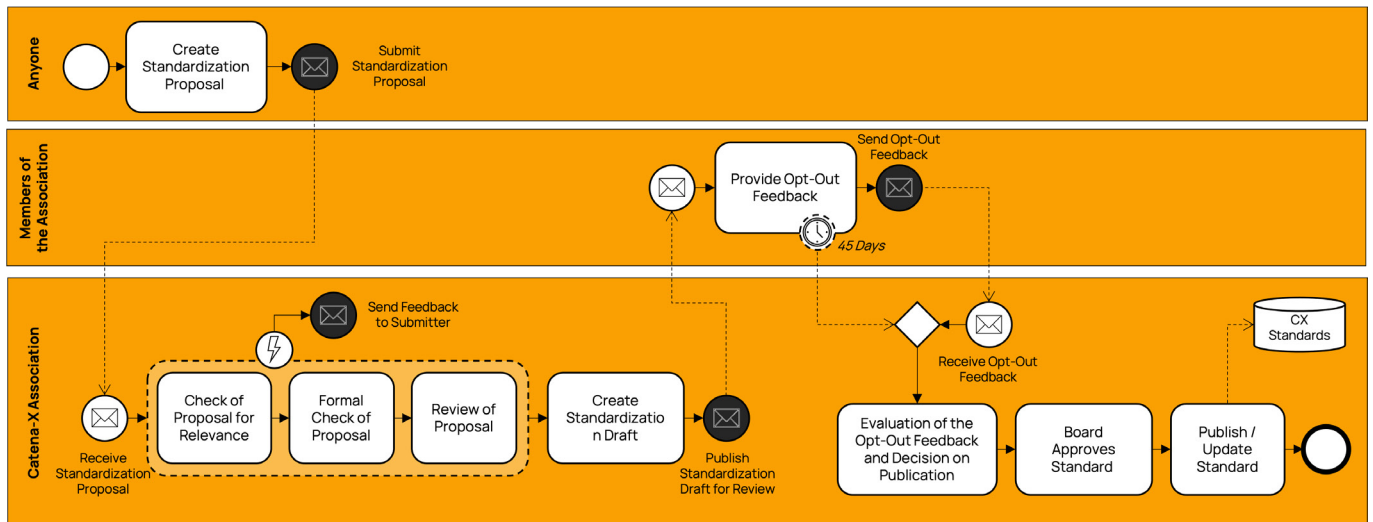 Anyone
Create
Standardization
Proposal
Submit
Standardization
Proposal
Members of
the Association
Provide Opt-Out
Feedback
Send Opt-Out
Feedback
45 Days
Catena-X Association
Receive
Standardization
Proposal
Check of
Proposal for
Relevance
Formal
Check of
Proposal
Review of
Proposal
Send Feedback
to Submitter
Create
Standardizatio
n Draft
Publish
Standardization
Draft for Review
Receive Opt-Out
Feedback
Evaluation of the
Opt-Out Feedback
and Decision on
Publication
Board
Approves
Standard
Publish /
Update
Standard
CX
Standards